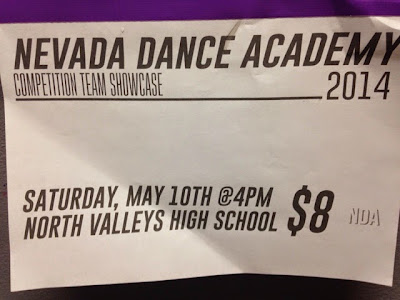 NEVADA DANCE ACADEMY
COMPETITION TEAM SHOWCASE
2014
SATURDAY, MAY 10TH @4PM
NORTH VALLEYS HIGH SCHOOL
$8
NDA